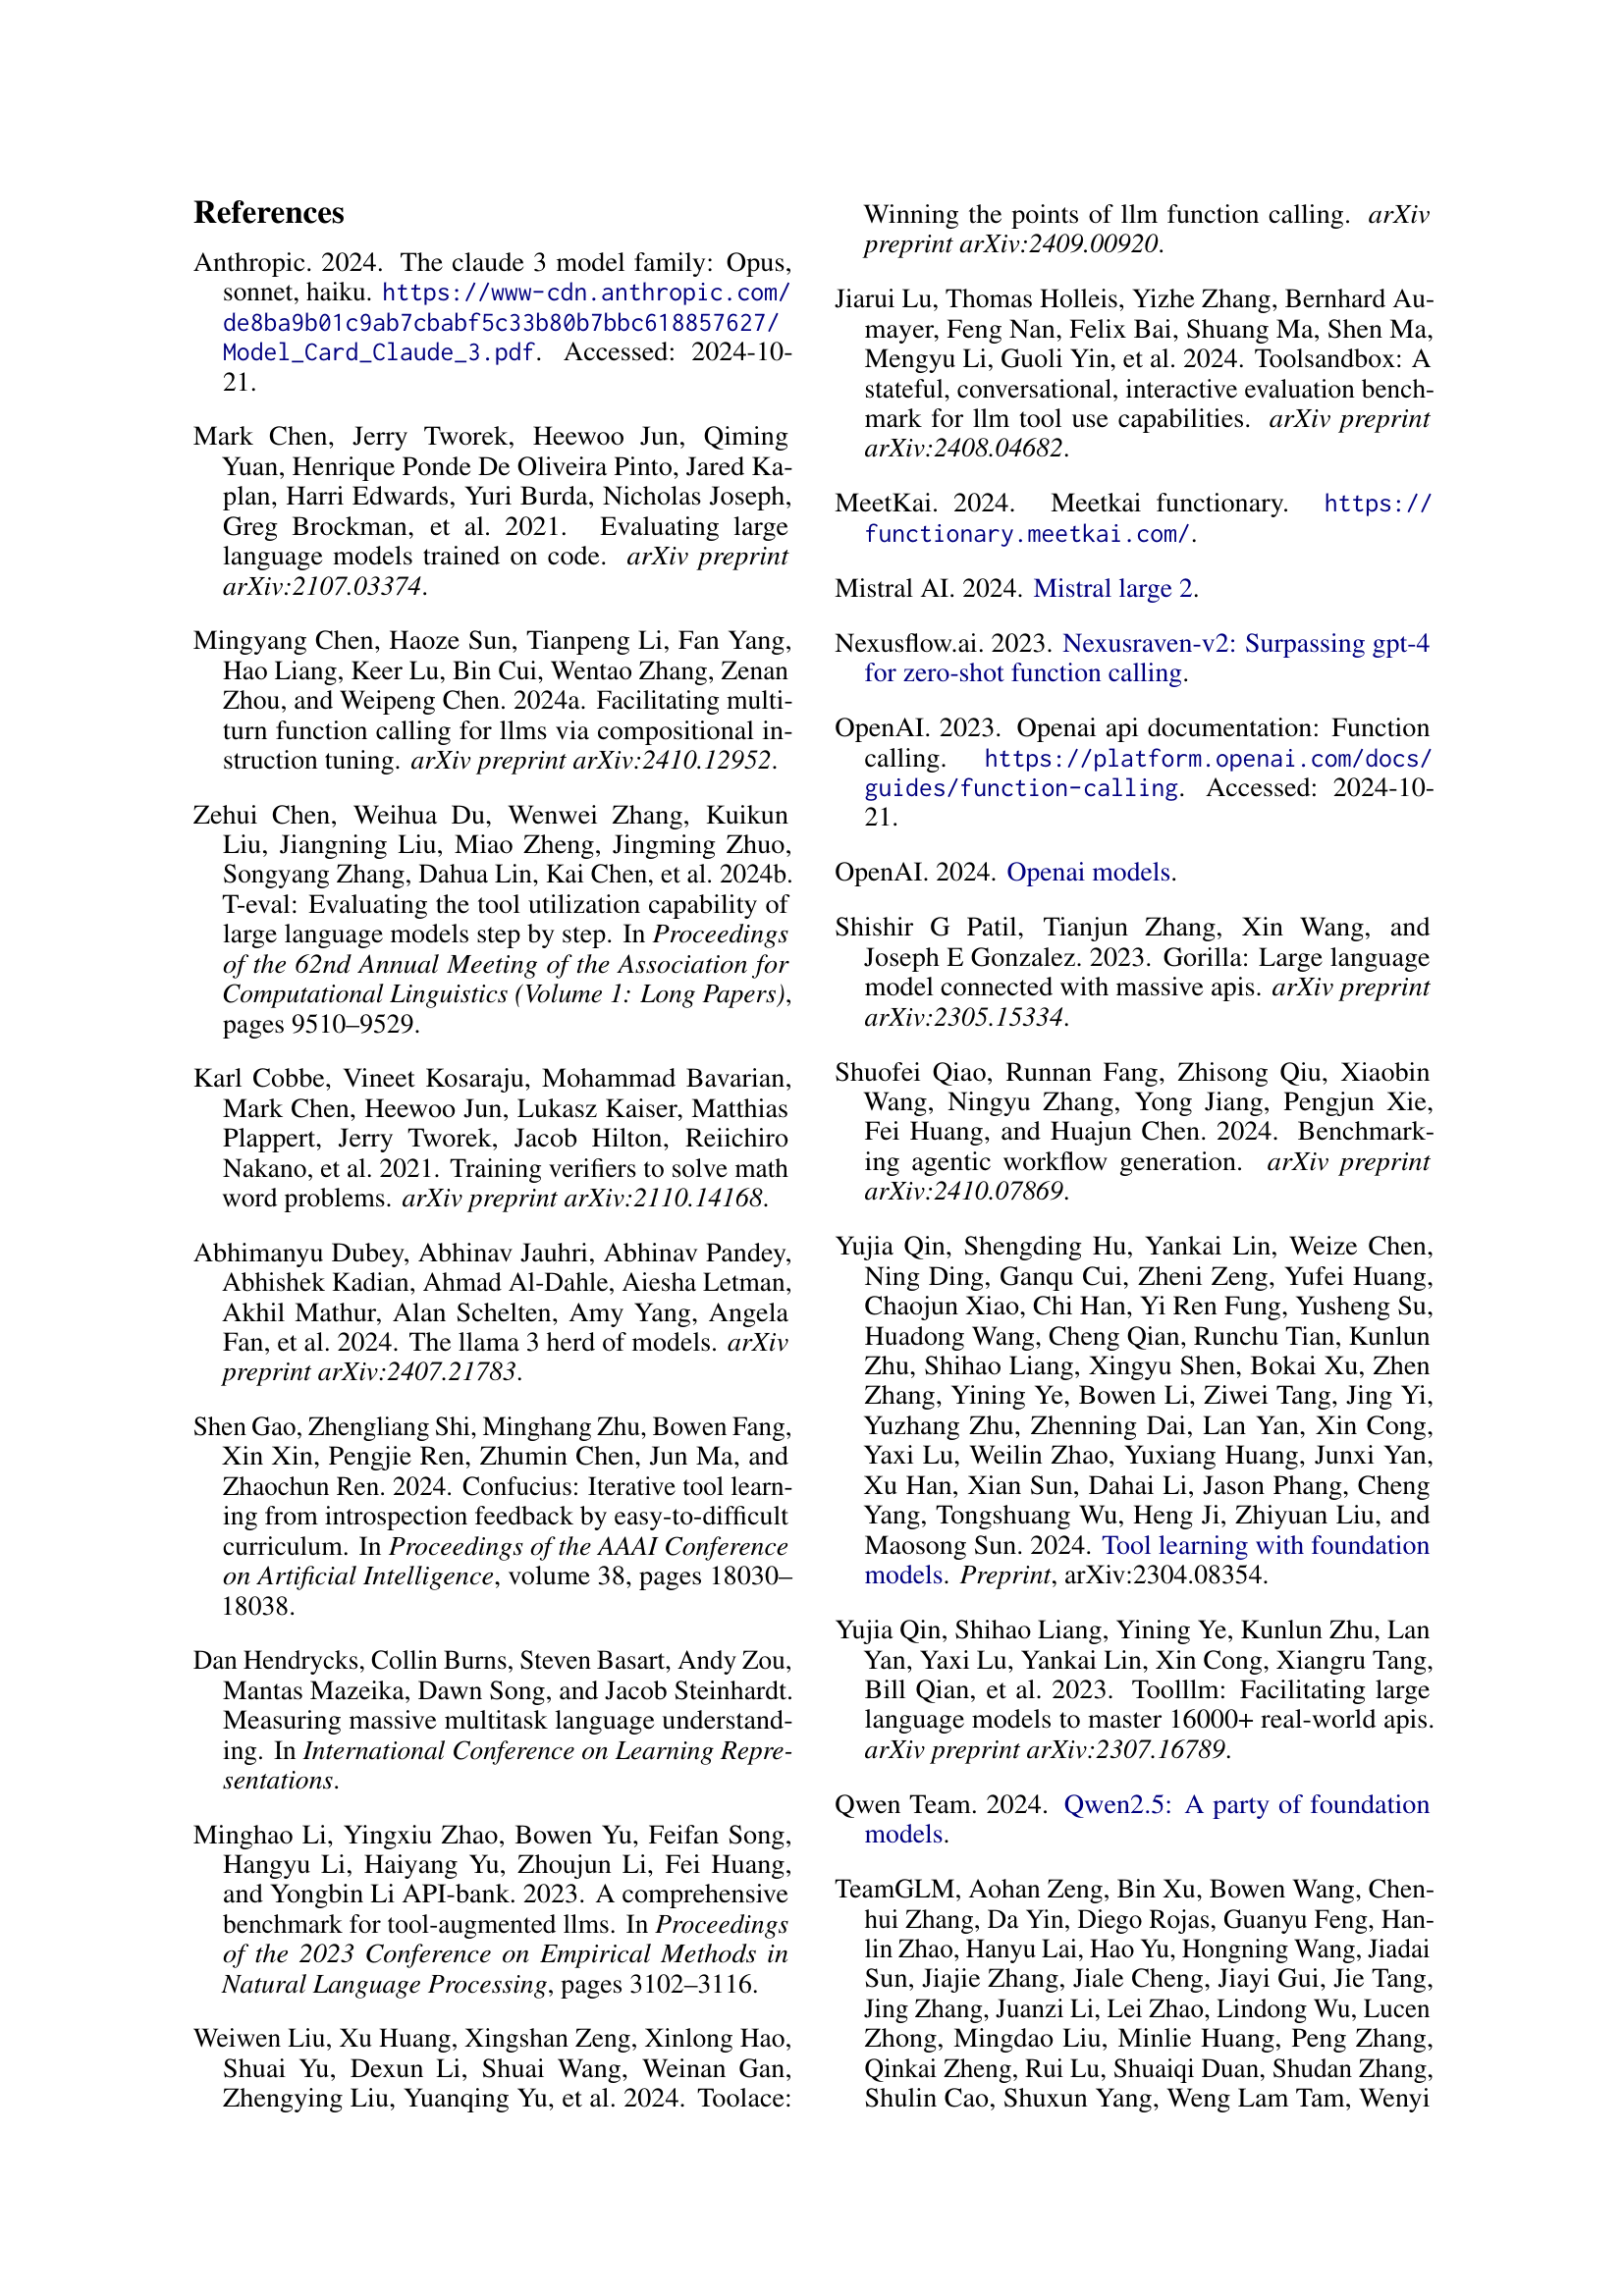 References
Anthropic. 2024. The claude 3 model family: Opus,
sonnet, haiku. https://www-cdn.anthropic.com/
de8ba9b01c9ab7cbabf5c33b80b7bbc618857627/
Model_Card_Claude_3.pdf. Accessed: 2024-10-
21.
Mark Chen, Jerry Tworek, Heewoo Jun, Qiming
Yuan, Henrique Ponde De Oliveira Pinto, Jared Ka-
plan, Harri Edwards, Yuri Burda, Nicholas Joseph,
Greg Brockman, et al. 2021. Evaluating large
language models trained on code. arXiv preprint
arXiv:2107.03374.
Mingyang Chen, Haoze Sun, Tianpeng Li, Fan Yang,
Hao Liang, Keer Lu, Bin Cui, Wentao Zhang, Zenan
Zhou, and Weipeng Chen. 2024a. Facilitating multi-
turn function calling for llms via compositional in-
struction tuning. arXiv preprint arXiv:2410.12952.
Zehui Chen, Weihua Du, Wenwei Zhang, Kuikun
Liu, Jiangning Liu, Miao Zheng, Jingming Zhuo,
Songyang Zhang, Dahua Lin, Kai Chen, et al. 2024b.
T-eval: Evaluating the tool utilization capability of
large language models step by step. In Proceedings
of the 62nd Annual Meeting of the Association for
Computational Linguistics (Volume 1: Long Papers),
pages 9510–9529.
Karl Cobbe, Vineet Kosaraju, Mohammad Bavarian,
Mark Chen, Heewoo Jun, Lukasz Kaiser, Matthias
Plappert, Jerry Tworek, Jacob Hilton, Reiichiro
Nakano, et al. 2021. Training verifiers to solve math
word problems. arXiv preprint arXiv:2110.14168.
Abhimanyu Dubey, Abhinav Jauhri, Abhinav Pandey,
Abhishek Kadian, Ahmad Al-Dahle, Aiesha Letman,
Akhil Mathur, Alan Schelten, Amy Yang, Angela
Fan, et al. 2024. The llama 3 herd of models. arXiv
preprint arXiv:2407.21783.
Shen Gao, Zhengliang Shi, Minghang Zhu, Bowen Fang,
Xin Xin, Pengjie Ren, Zhumin Chen, Jun Ma, and
Zhaochun Ren. 2024. Confucius: Iterative tool learn-
ing from introspection feedback by easy-to-difficult
curriculum. In Proceedings of the AAAI Conference
on Artificial Intelligence, volume 38, pages 18030–
18038.
Dan Hendrycks, Collin Burns, Steven Basart, Andy Zou,
Mantas Mazeika, Dawn Song, and Jacob Steinhardt.
Measuring massive multitask language understand-
ing. In International Conference on Learning Repre-
sentations.
Minghao Li, Yingxiu Zhao, Bowen Yu, Feifan Song,
Hangyu Li, Haiyang Yu, Zhoujun Li, Fei Huang,
and Yongbin Li API-bank. 2023. A comprehensive
benchmark for tool-augmented llms. In Proceedings
of the 2023 Conference on Empirical Methods in
Natural Language Processing, pages 3102–3116.
Weiwen Liu, Xu Huang, Xingshan Zeng, Xinlong Hao,
Shuai Yu, Dexun Li, Shuai Wang, Weinan Gan,
Zhengying Liu, Yuanqing Yu, et al. 2024. Toolace:
Winning the points of llm function calling. arXiv
preprint arXiv:2409.00920.
Jiarui Lu, Thomas Holleis, Yizhe Zhang, Bernhard Au-
mayer, Feng Nan, Felix Bai, Shuang Ma, Shen Ma,
Mengyu Li, Guoli Yin, et al. 2024. Toolsandbox: A
stateful, conversational, interactive evaluation bench-
mark for llm tool use capabilities. arXiv preprint
arXiv:2408.04682.
MeetKai. 2024. Meetkai functionary. https://
functionary.meetkai.com/.
Mistral AI. 2024. Mistral large 2.
Nexusflow.ai. 2023. Nexusraven-v2: Surpassing gpt-4
for zero-shot function calling.
OpenAI. 2023. Openai api documentation: Function
calling. https://platform.openai.com/docs/
guides/function-calling. Accessed: 2024-10-
21.
OpenAI. 2024. Openai models.
Shishir G Patil, Tianjun Zhang, Xin Wang, and
Joseph E Gonzalez. 2023. Gorilla: Large language
model connected with massive apis. arXiv preprint
arXiv:2305.15334.
Shuofei Qiao, Runnan Fang, Zhisong Qiu, Xiaobin
Wang, Ningyu Zhang, Yong Jiang, Pengjun Xie,
Fei Huang, and Huajun Chen. 2024. Benchmark-
ing agentic workflow generation. arXiv preprint
arXiv:2410.07869.
Yujia Qin, Shengding Hu, Yankai Lin, Weize Chen,
Ning Ding, Ganqu Cui, Zheni Zeng, Yufei Huang,
Chaojun Xiao, Chi Han, Yi Ren Fung, Yusheng Su,
Huadong Wang, Cheng Qian, Runchu Tian, Kunlun
Zhu, Shihao Liang, Xingyu Shen, Bokai Xu, Zhen
Zhang, Yining Ye, Bowen Li, Ziwei Tang, Jing Yi,
Yuzhang Zhu, Zhenning Dai, Lan Yan, Xin Cong,
Yaxi Lu, Weilin Zhao, Yuxiang Huang, Junxi Yan,
Xu Han, Xian Sun, Dahai Li, Jason Phang, Cheng
Yang, Tongshuang Wu, Heng Ji, Zhiyuan Liu, and
Maosong Sun. 2024. Tool learning with foundation
models. Preprint, arXiv:2304.08354.
Yujia Qin, Shihao Liang, Yining Ye, Kunlun Zhu, Lan
Yan, Yaxi Lu, Yankai Lin, Xin Cong, Xiangru Tang,
Bill Qian, et al. 2023. Toolllm: Facilitating large
language models to master 16000+ real-world apis.
arXiv preprint arXiv:2307.16789.
Qwen Team. 2024. Qwen2.5: A party of foundation
models.
TeamGLM, Aohan Zeng, Bin Xu, Bowen Wang, Chen-
hui Zhang, Da Yin, Diego Rojas, Guanyu Feng, Han-
lin Zhao, Hanyu Lai, Hao Yu, Hongning Wang, Jiadai
Sun, Jiajie Zhang, Jiale Cheng, Jiayi Gui, Jie Tang,
Jing Zhang, Juanzi Li, Lei Zhao, Lindong Wu, Lucen
Zhong, Mingdao Liu, Minlie Huang, Peng Zhang,
Qinkai Zheng, Rui Lu, Shuaiqi Duan, Shudan Zhang,
Shulin Cao, Shuxun Yang, Weng Lam Tam, Wenyi